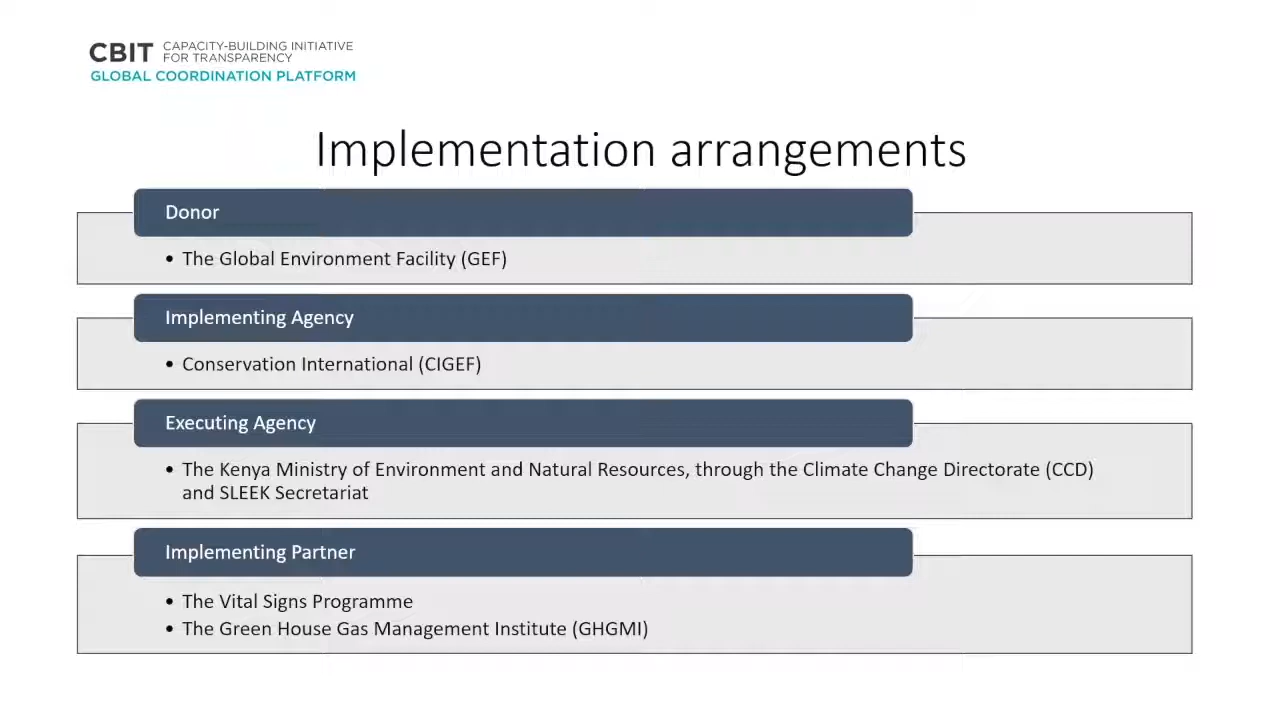 CBIT CAPACITY-BUILDING INITIATIVE
FOR TRANSPARENCY
GLOBAL COORDINATION PLATFORM
Implementation arrangements
Donor
• The Global Environment Facility (GEF)
Implementing Agency
• Conservation International (CIGEF)
Executing Agency
• The Kenya Ministry of Environment and Natural Resources, through the Climate Change Directorate (CCD)
and SLEEK Secretariat
Implementing Partner
• The Vital Signs Programme
• The Green House Gas Management Institute (GHGMI)